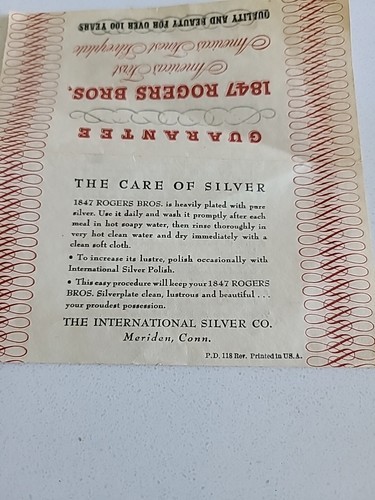 GUARANTEE
1847 ROGERS BROS.
America's First
America's Finest Silverplate
QUALITY AND BEAUTY FOR OVER 100 YEARS
THE CARE OF SILVER
1847 ROGERS BROS. is heavily plated with pure
silver. Use it daily and wash it promptly after each
meal in hot soapy water, then rinse thoroughly in
very hot clean water and dry immediately with a
clean soft cloth.
• To increase its lustre, polish occasionally with
International Silver Polish.
• This easy procedure will keep your 1847 ROGERS
BROS. Silverplate clean, lustrous and beautiful . . .
your proudest possession.
THE INTERNATIONAL SILVER CO.
Meriden, Conn.
P.D. 118 Rev. Printed in U.S.A.